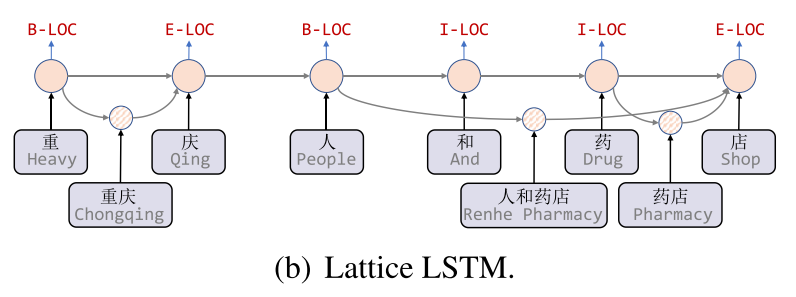 B-LOC E-LOC B-LOC I-LOC I-LOC E-LOC
重 庆 人 和 药 店
Heavy Qing People And Drug Shop
重庆 人和药店 药店
Chongqing Renhe Pharmacy Pharmacy
(b) Lattice LSTM.